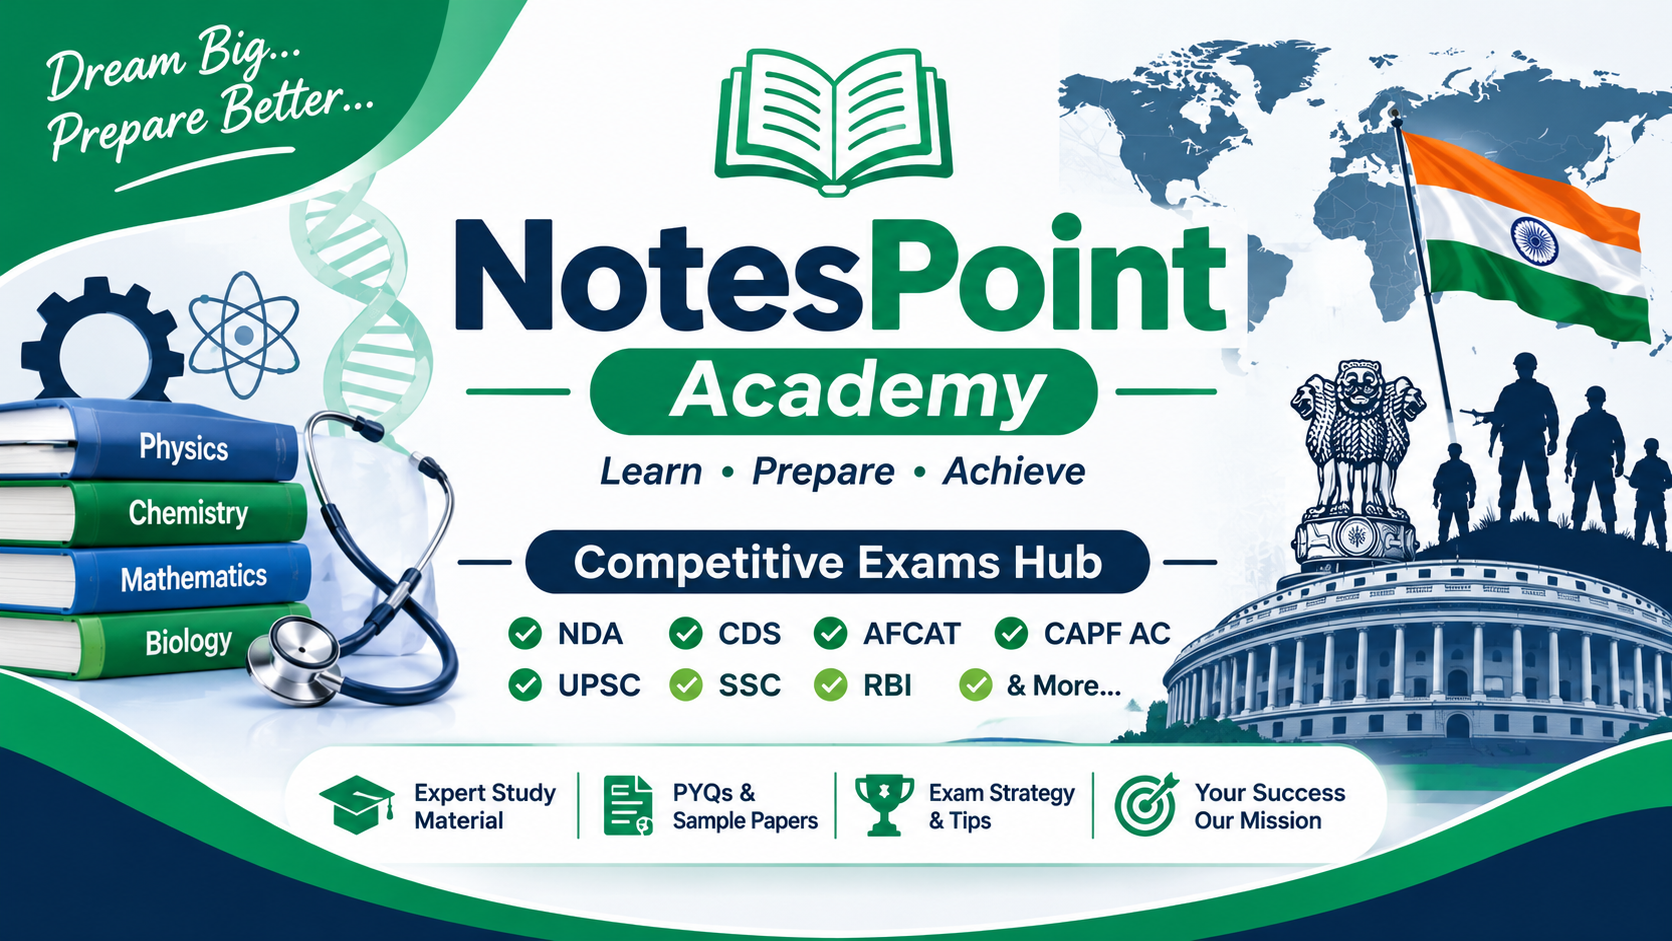 Dream Big...
Prepare Better...
NotesPoint
Academy
Learn • Prepare • Achieve
Physics
Chemistry
Mathematics
Biology
Competitive Exams Hub
NDA CDS AFCAT CAPF AC
UPSC SSC RBI & More...
Expert Study
Material
PYQs &
Sample Papers
Exam Strategy
& Tips
Your Success
Our Mission